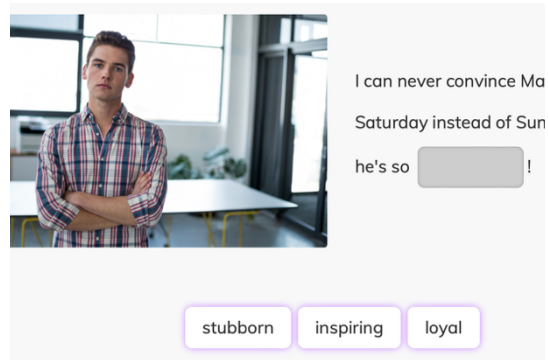 I can never convince Ma
Saturday instead of Sun
he's so !
stubborn inspiring loyal